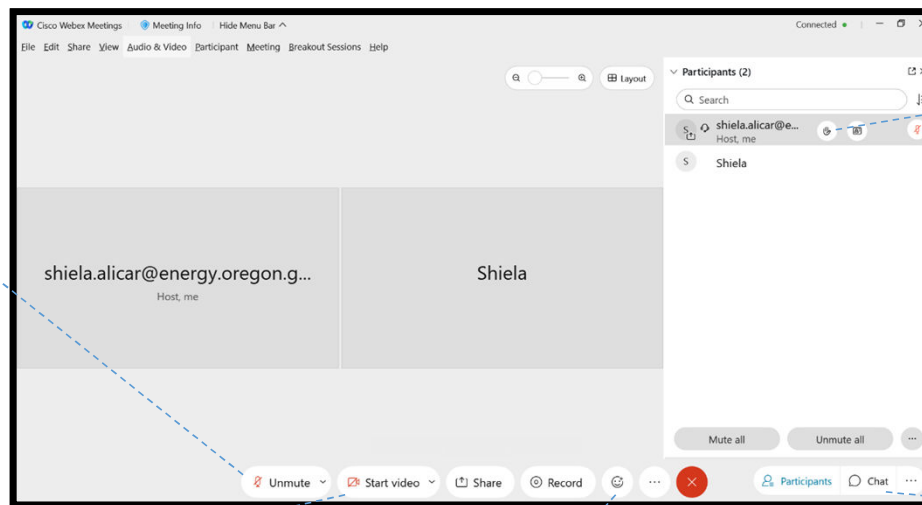 Cisco Webex Meetings Meeting Info Hide Menu Bar Connected
File Edit Share View Audio & Video Participant Meeting Breakout Sessions Help
Layout
Participants (2)
Search
S shiela.alicar@e...
Host, me
S Shiela
shiela.alicar@energy.oregon.g...
Host, me
Shiela
Mute all Unmute all
Unmute Start video Share Record Participants Chat